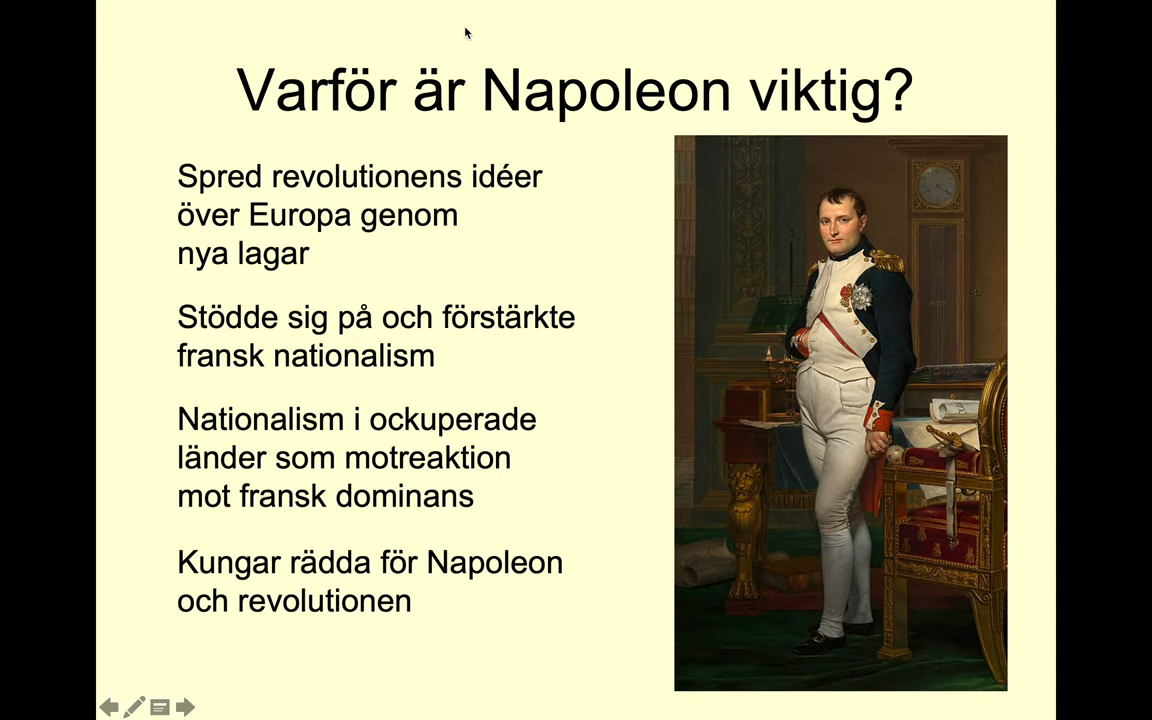 Varför är Napoleon viktig?
Spred revolutionens idéer
över Europa genom
nya lagar
Stödde sig på och förstärkte
fransk nationalism
Nationalism i ockuperade
länder som motreaktion
mot fransk dominans
Kungar rädda för Napoleon
och revolutionen